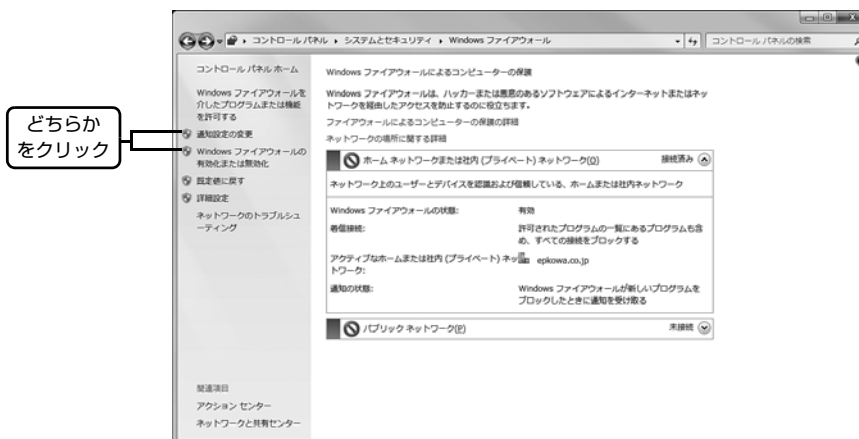 コントロール パネル ▸ システムとセキュリティ ▸ Windows ファイアウォール
コントロール パネルの検索
コントロール パネル ホーム
Windows ファイアウォールを
介したプログラムまたは機能
を許可する
通知設定の変更
Windows ファイアウォールの
有効化または無効化
既定値に戻す
詳細設定
ネットワークのトラブルシュ
ーティング
どちらか
をクリック
Windows ファイアウォールによるコンピューターの保護
Windows ファイアウォールは、ハッカーまたは悪意のあるソフトウェアによるインターネットまたはネッ
トワークを経由したアクセスを防止するのに役立ちます。
ファイアウォールによるコンピューターの保護の詳細
ネットワークの場所に関する詳細
ホーム ネットワークまたは社内 (プライベート) ネットワーク(O) 接続済み
ネットワーク上のユーザーとデバイスを認識および信頼している、ホームまたは社内ネットワーク
Windows ファイアウォールの状態: 有効
着信接続: 許可されたプログラムの一覧にあるプログラムも含
め、すべての接続をブロックする
アクティブなホームまたは社内 (プライベート) ネッ epkowa.co.jp
トワーク:
通知の状態: Windows ファイアウォールが新しいプログラムを
ブロックしたときに通知を受け取る
パブリック ネットワーク(P) 未接続
関連項目
アクション センター
ネットワークと共有センター